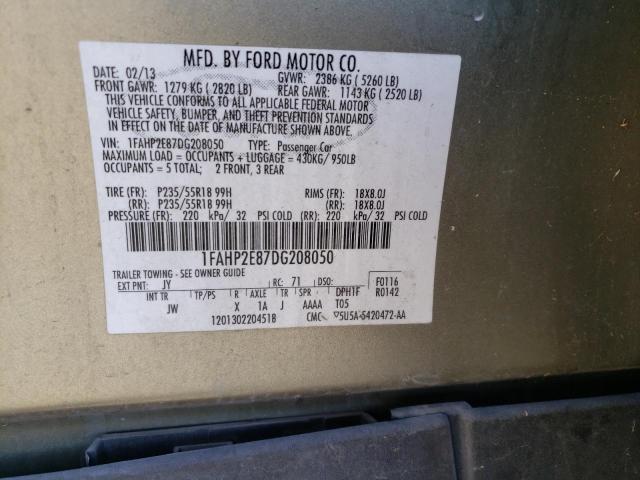 MFD. BY FORD MOTOR CO.
DATE: 02/13 GVWR: 2386 KG ( 5260 LB)
FRONT GAWR: 1279 KG ( 2820 LB) REAR GAWR: 1143 KG ( 2520 LB)
THIS VEHICLE CONFORMS TO ALL APPLICABLE FEDERAL MOTOR
VEHICLE SAFETY, BUMPER, AND THEFT PREVENTION STANDARDS
IN EFFECT ON THE DATE OF MANUFACTURE SHOWN ABOVE.
VIN: 1FAHP2E87DG208050 TYPE: Passenger Car
MAXIMUM LOAD = OCCUPANTS + LUGGAGE = 430KG/ 950LB
OCCUPANTS = 5 TOTAL; 2 FRONT, 3 REAR
TIRE (FR): P235/55R18 99H RIMS (FR): 18X8.0J
(RR): P235/55R18 99H (RR): 18X8.0J
PRESSURE (FR): 220 kPa/ 32 PSI COLD (RR) 220 kPa/ 32 PSI COLD
1FAHP2E87DG208050
TRAILER TOWING - SEE OWNER GUIDE
EXT PNT: JY RC: 71 DSO: F0116
INT TR TP/PS R AXLE TR SPR DPH1F R0142
JW X 1A J AAAA T05
1201302204518 CMC 5U5A 5420472-AA